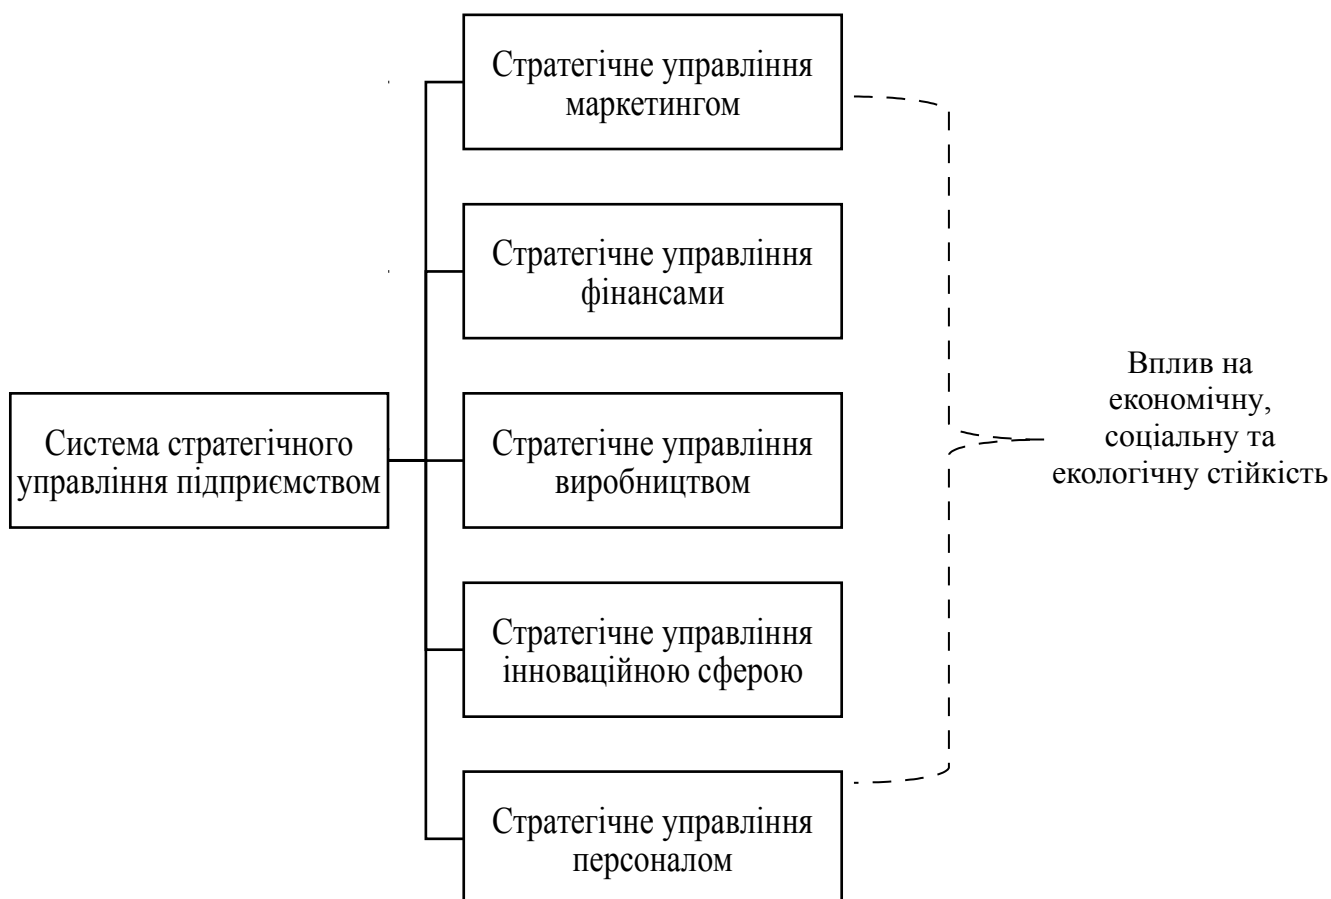 Стратегічне управління
маркетингом
Стратегічне управління
фінансами
Система стратегічного
управління підприємством
Стратегічне управління
виробництвом
Стратегічне управління
інноваційною сферою
Стратегічне управління
персоналом
Вплив на
економічну,
соціальну та
екологічну стійкість